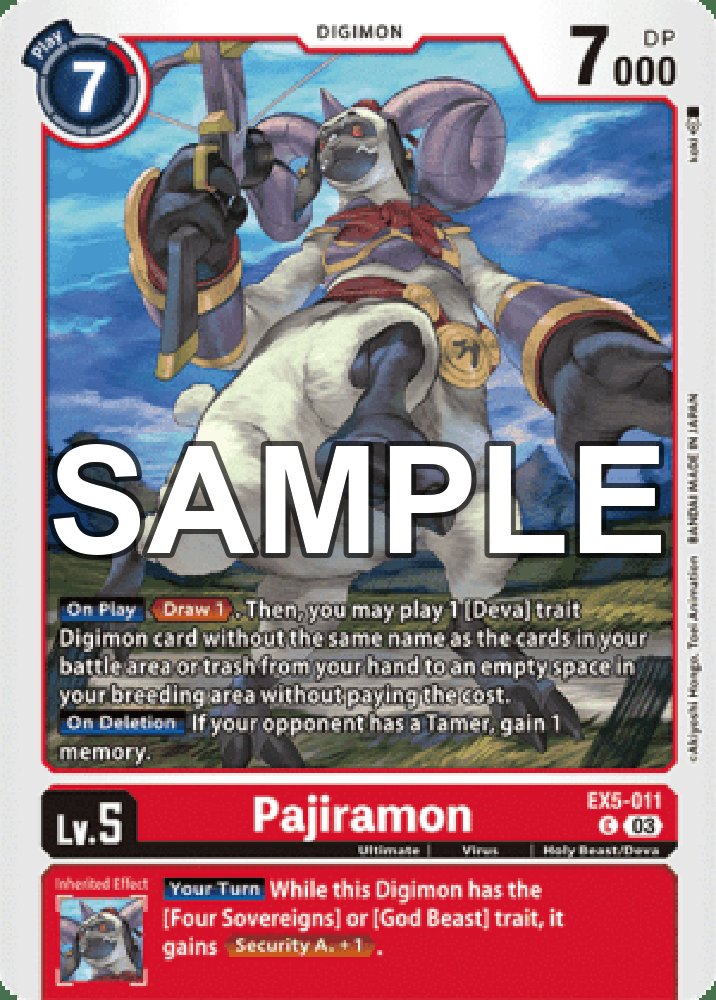 Play
7
DIGIMON
7000
DP
koki
SAMPLE
On Play Draw 1. Then, you may play 1 [Deva] trait
Digimon card without the same name as the cards in your
battle area or trash from your hand to an empty space in
your breeding area without paying the cost.
On Deletion If your opponent has a Tamer, gain 1
memory.
©Akiyoshi Hongo, Toei Animation BANDAI MADE IN JAPAN
Lv.5
Pajiramon
EX5-011
C 03
Ultimate | Virus | Holy Beast/Deva
Inherited Effect
Your Turn While this Digimon has the
[Four Sovereigns] or [God Beast] trait, it
gains Security A. +1.